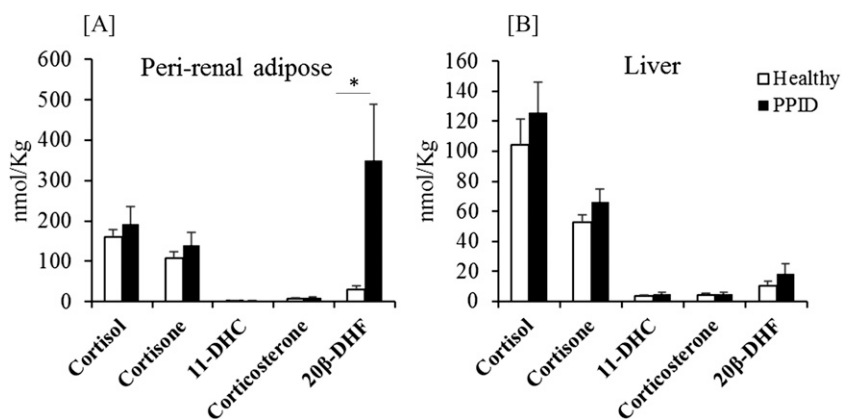 [A]
Peri-renal adipose
*
nmol/Kg
600
500
400
300
200
100
0
Cortisol
Cortisone
11-DHC
Corticosterone
20β-DHF
[B]
Liver
Healthy
PPID
nmol/Kg
160
140
120
100
80
60
40
20
0
Cortisol
Cortisone
11-DHC
Corticosterone
20β-DHF